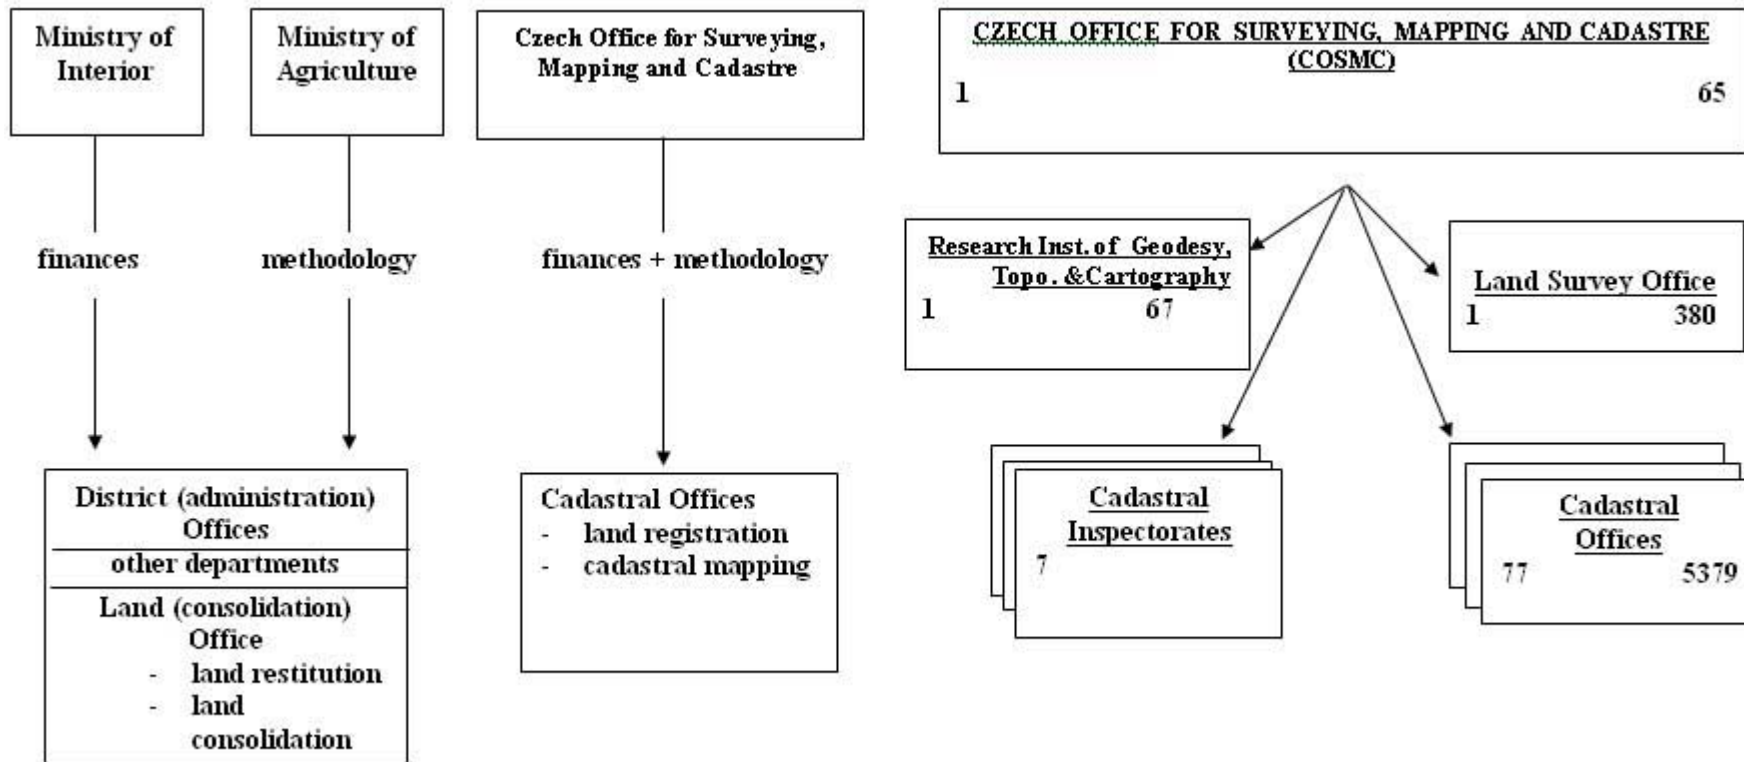 Ministry of
Interior
Ministry of
Agriculture
Czech Office for Surveying,
Mapping and Cadastre
finances
methodology
finances + methodology
District (administration)
Offices
other departments
Land (consolidation)
Office
- land restitution
- land
consolidation
Cadastral Offices
- land registration
- cadastral mapping
CZECH OFFICE FOR SURVEYING, MAPPING AND CADASTRE
(COSMC)
1 65
Research Inst. of Geodesy,
Topo. &Cartography
1 67
Land Survey Office
1 380
Cadastral
Inspectorates
7
Cadastral
Offices
77 5379